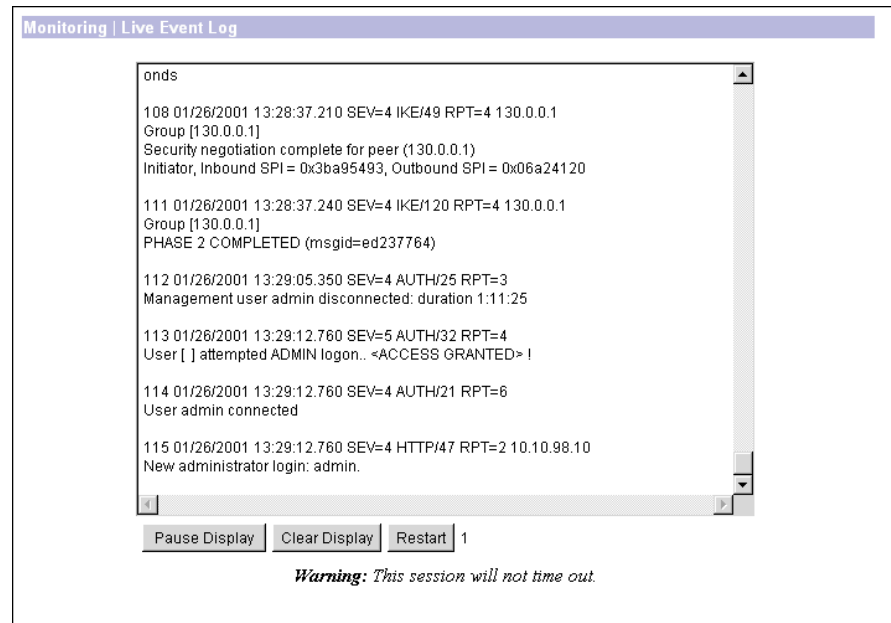 Monitoring | Live Event Log
onds
108 01/26/2001 13:28:37.210 SEV=4 IKE/49 RPT=4 130.0.0.1
Group [130.0.0.1]
Security negotiation complete for peer (130.0.0.1)
Initiator, Inbound SPI = 0x3ba95493, Outbound SPI = 0x06a24120
111 01/26/2001 13:28:37.240 SEV=4 IKE/120 RPT=4 130.0.0.1
Group [130.0.0.1]
PHASE 2 COMPLETED (msgid=ed237764)
112 01/26/2001 13:29:05.350 SEV=4 AUTH/25 RPT=3
Management user admin disconnected: duration 1:11:25
113 01/26/2001 13:29:12.760 SEV=5 AUTH/32 RPT=4
User [ ] attempted ADMIN logon.. <ACCESS GRANTED> !
114 01/26/2001 13:29:12.760 SEV=4 AUTH/21 RPT=6
User admin connected
115 01/26/2001 13:29:12.760 SEV=4 HTTP/47 RPT=2 10.10.98.10
New administrator login: admin.
Pause Display Clear Display Restart 1
Warning: This session will not time out.